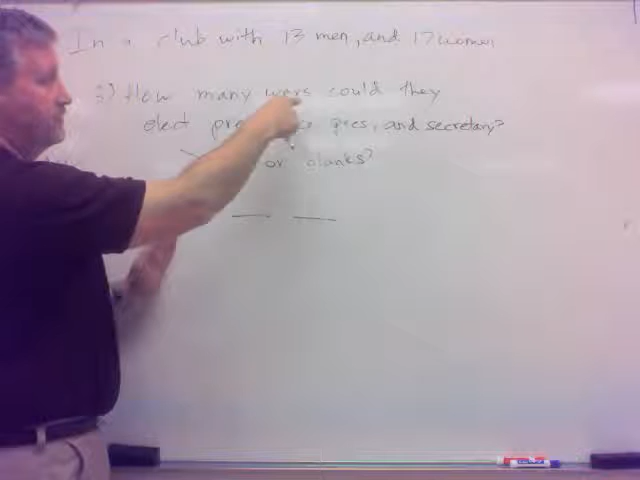 In a club with 13 men, and 17 women
3) How many ways could they
elect pres, and secretary?
or blanks?